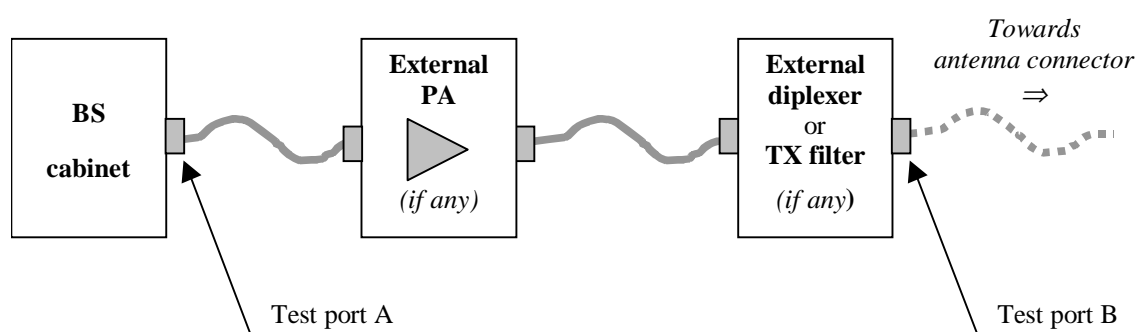 BS
cabinet
External
PA
(if any)
External
diplexer
or
TX filter
(if any)
Towards
antenna connector
⇒
Test port A
Test port B